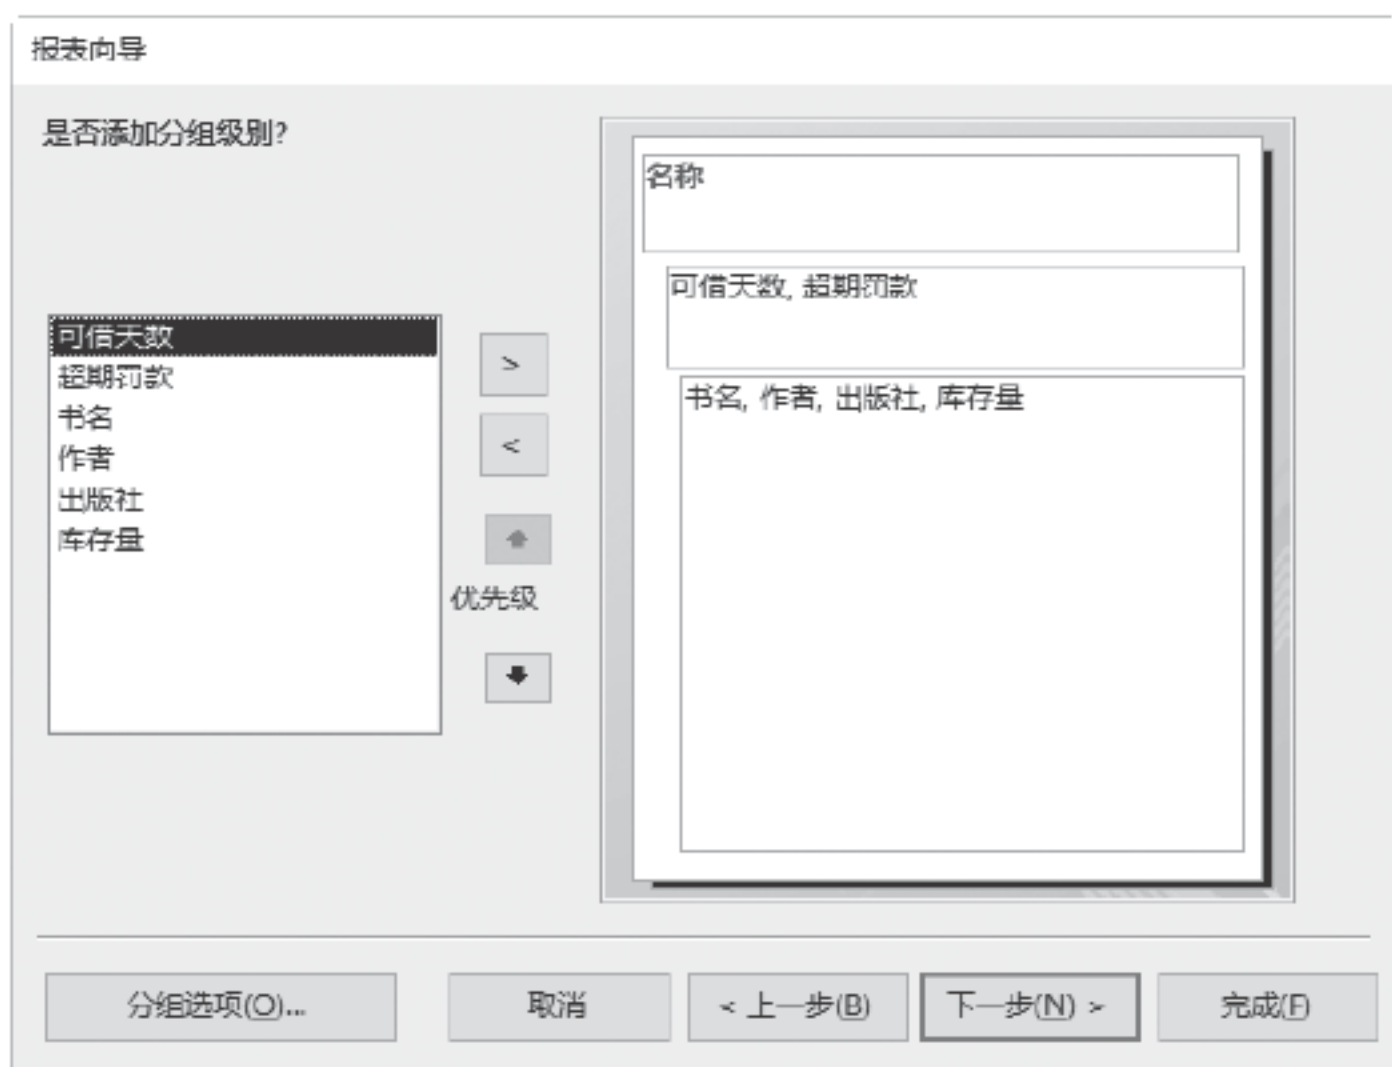 报表向导
是否添加分组级别?
名称
可借天数, 超期罚款
书名, 作者, 出版社, 库存量
可借天数
超期罚款
书名
作者
出版社
库存量
>
<
优先级
分组选项(O)...
取消
< 上一步(B)
下一步(N) >
完成(F)